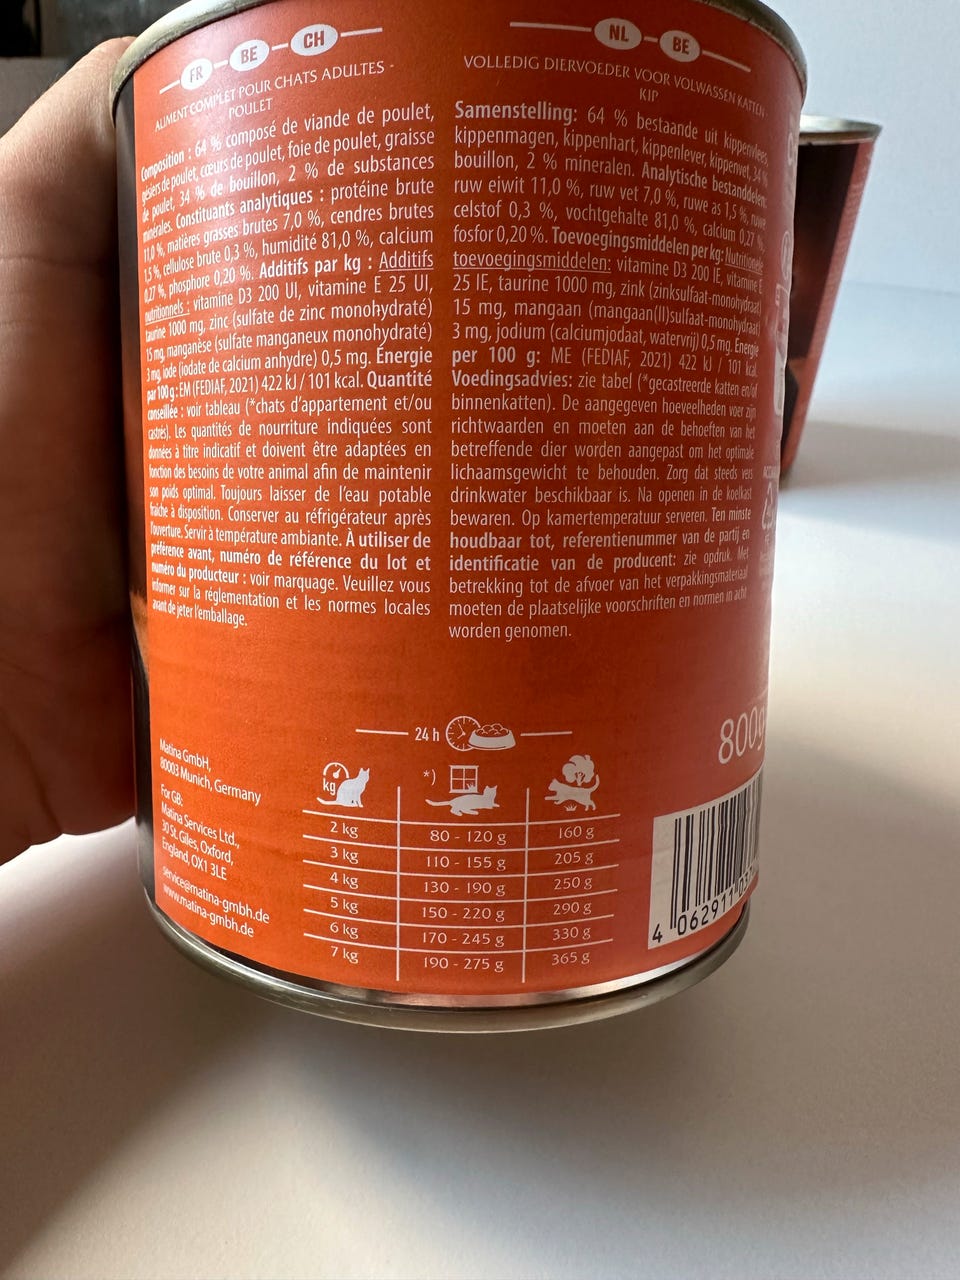 FR BE CH
ALIMENT COMPLET POUR CHATS ADULTES -
POULET
Composition : 64 % composé de viande de poulet,
gésiers de poulet, cœurs de poulet, foie de poulet, graisse
de poulet, 34 % de bouillon, 2 % de substances
minérales. Constituants analytiques : protéine brute
11,0 %, matières grasses brutes 7,0 %, cendres brutes
1,5 %, cellulose brute 0,3 %, humidité 81,0 %, calcium
0,27 %, phosphore 0,20 %. Additifs par kg : Additifs
nutritionnels : vitamine D3 200 UI, vitamine E 25 UI,
taurine 1000 mg, zinc (sulfate de zinc monohydraté)
15 mg, manganèse (sulfate manganeux monohydraté)
3 mg, iode (iodate de calcium anhydre) 0,5 mg. Énergie
par 100 g : EM (FEDIAF, 2021) 422 kJ / 101 kcal. Quantité
conseillée : voir tableau (*chats d'appartement et/ou
castrés). Les quantités de nourriture indiquées sont
données à titre indicatif et doivent être adaptées en
fonction des besoins de votre animal afin de maintenir
son poids optimal. Toujours laisser de l'eau potable
fraîche à disposition. Conserver au réfrigérateur après
l'ouverture. Servir à température ambiante. À utiliser de
préférence avant, numéro de référence du lot et
numéro du producteur : voir marquage. Veuillez vous
informer sur la réglementation et les normes locales
avant de jeter l'emballage.
NL BE
VOLLEDIG DIERVOEDER VOOR VOLWASSEN KATTEN -
KIP
Samenstelling: 64 % bestaande uit kippenvlees,
kippenmagen, kippenhart, kippenlever, kippenvet, 34 %
bouillon, 2 % mineralen. Analytische bestanddelen:
ruw eiwit 11,0 %, ruw vet 7,0 %, ruwe as 1,5 %, ruwe
celstof 0,3 %, vochtgehalte 81,0 %, calcium 0,27 %,
fosfor 0,20 %. Toevoegingsmiddelen per kg: Nutritionele
toevoegingsmiddelen: vitamine D3 200 IE, vitamine E
25 IE, taurine 1000 mg, zink (zinksulfaat-monohydraat)
15 mg, mangaan (mangaan(II)sulfaat-monohydraat)
3 mg, jodium (calciumjodaat, watervrij) 0,5 mg. Energie
per 100 g: ME (FEDIAF, 2021) 422 kJ / 101 kcal.
Voedingsadvies: zie tabel (*gecastreerde katten en/of
binnenkatten). De aangegeven hoeveelheden voer zijn
richtwaarden en moeten aan de behoeften van het
betreffende dier worden aangepast om het optimale
lichaamsgewicht te behouden. Zorg dat steeds vers
drinkwater beschikbaar is. Na openen in de koelkast
bewaren. Op kamertemperatuur serveren. Ten minste
houdbaar tot, referentienummer van de partij en
identificatie van de producent: zie opdruk. Met
betrekking tot de afvoer van het verpakkingsmateriaal
moeten de plaatselijke voorschriften en normen in acht
worden genomen.
800g
Matina GmbH,
80003 Munich, Germany
For GB:
Matina Services Ltd.,
30 St. Giles, Oxford,
England, OX1 3LE
service@matina-gmbh.de
www.matina-gmbh.de
24 h
kg *)
2 kg 80 - 120 g 160 g
3 kg 110 - 155 g 205 g
4 kg 130 - 190 g 250 g
5 kg 150 - 220 g 290 g
6 kg 170 - 245 g 330 g
7 kg 190 - 275 g 365 g
4 062911